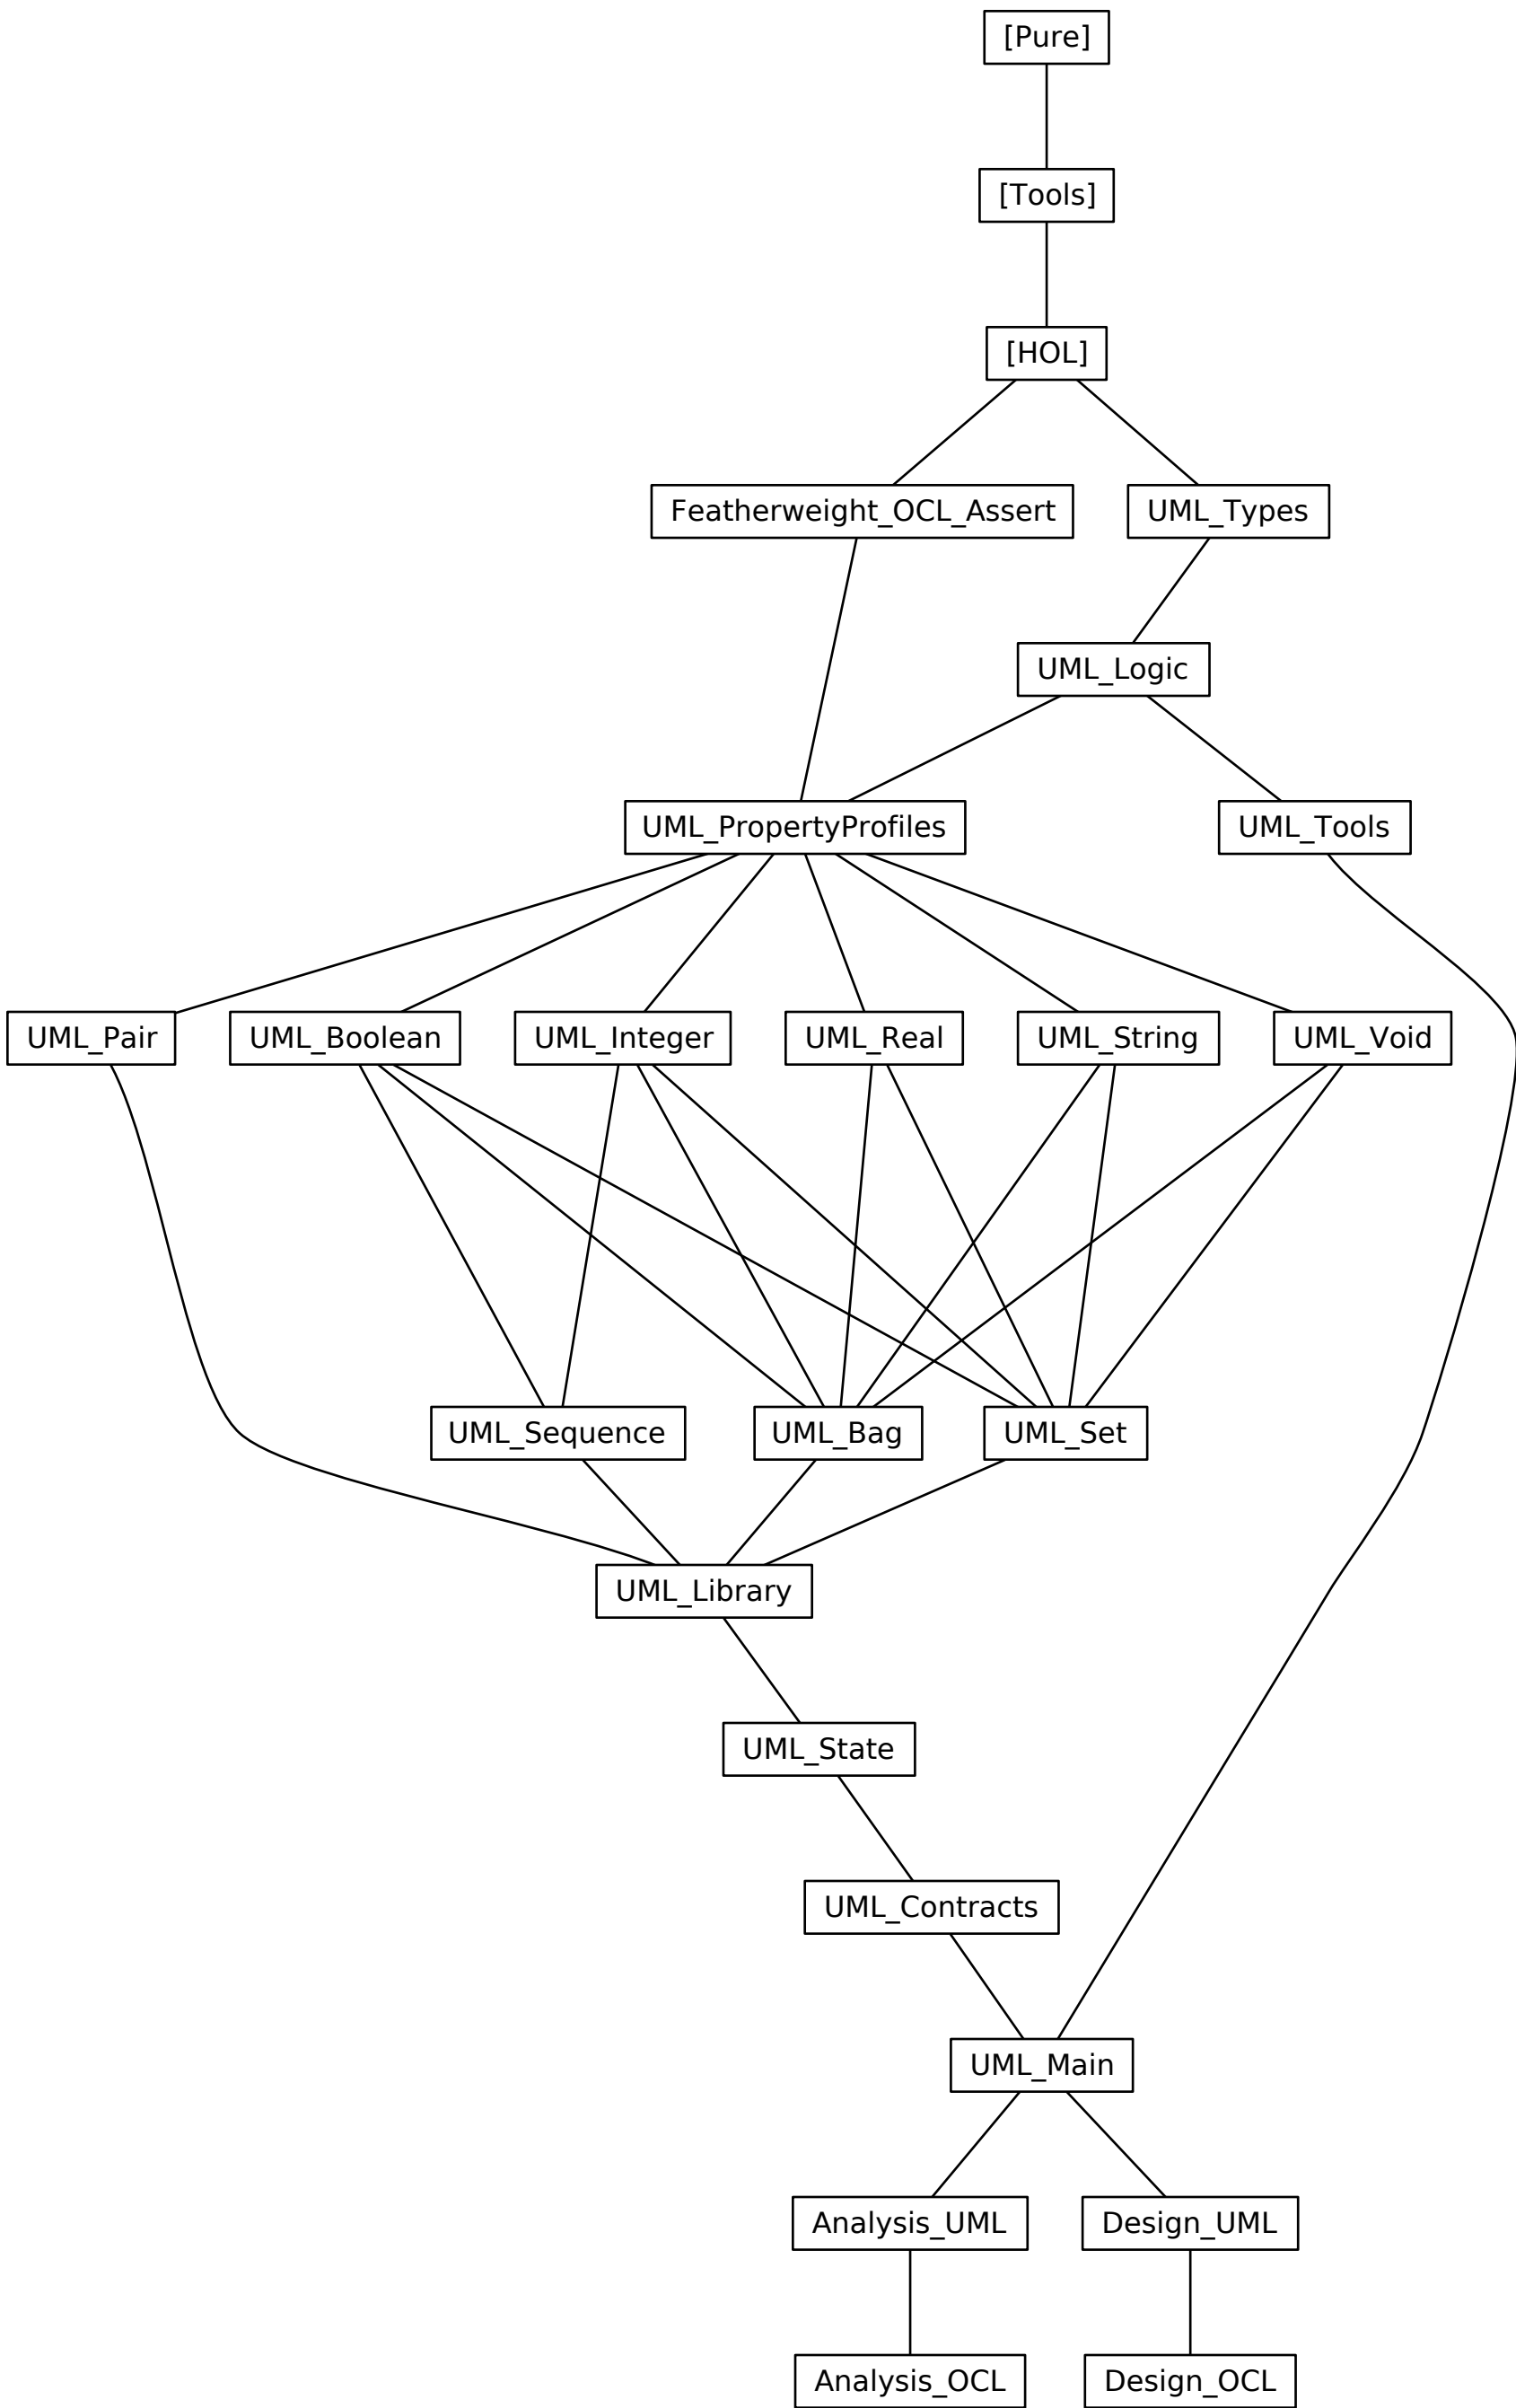 [Pure]
[Tools]
[HOL]
Featherweight_OCL_Assert
UML_Types
UML_Logic
UML_PropertyProfiles
UML_Tools
UML_Pair
UML_Boolean
UML_Integer
UML_Real
UML_String
UML_Void
UML_Sequence
UML_Bag
UML_Set
UML_Library
UML_State
UML_Contracts
UML_Main
Analysis_UML
Design_UML
Analysis_OCL
Design_OCL